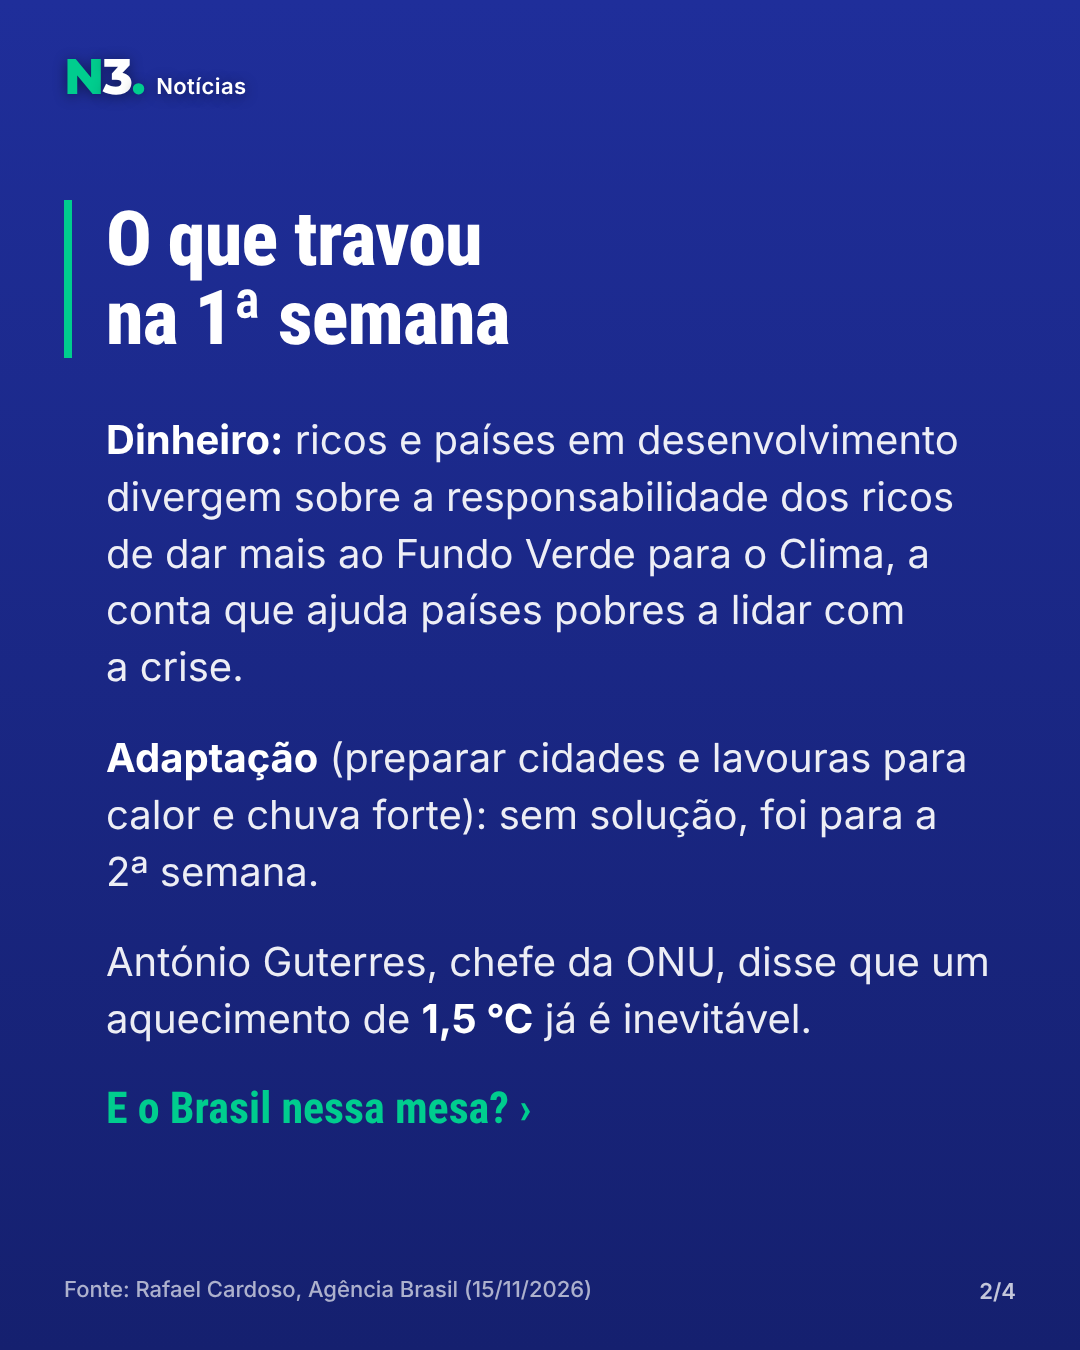 N3. Notícias
O que travou
na 1ª semana
Dinheiro: ricos e países em desenvolvimento
divergem sobre a responsabilidade dos ricos
de dar mais ao Fundo Verde para o Clima, a
conta que ajuda países pobres a lidar com
a crise.
Adaptação (preparar cidades e lavouras para
calor e chuva forte): sem solução, foi para a
2ª semana.
António Guterres, chefe da ONU, disse que um
aquecimento de 1,5 °C já é inevitável.
E o Brasil nessa mesa? ›
Fonte: Rafael Cardoso, Agência Brasil (15/11/2026)
2/4